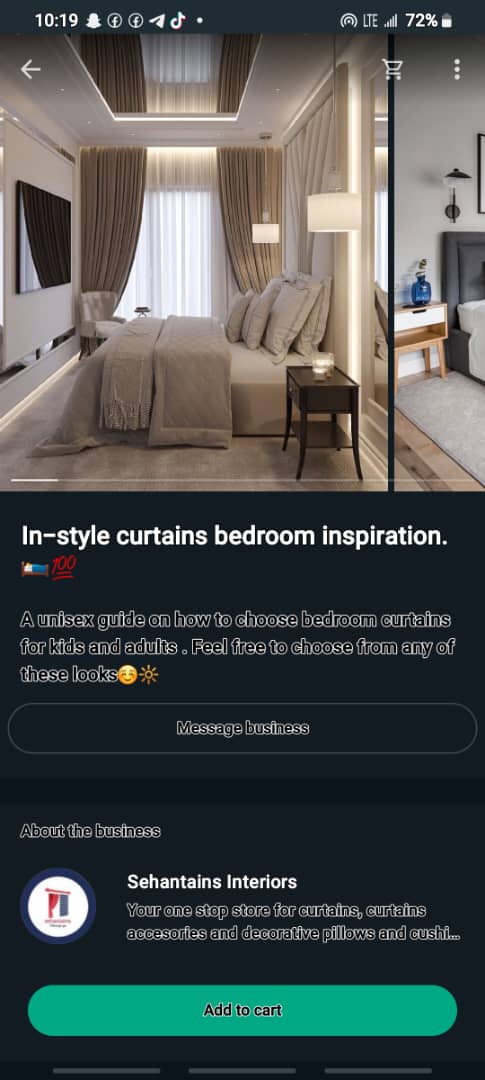 10:19
LTE 72%
In-style curtains bedroom inspiration.
🛌💯
A unisex guide on how to choose bedroom curtains
for kids and adults . Feel free to choose from any of
these looks☺️🔆
Message business
About the business
Sehantains Interiors
Your one stop store for curtains, curtains
accesories and decorative pillows and cushi...
Add to cart